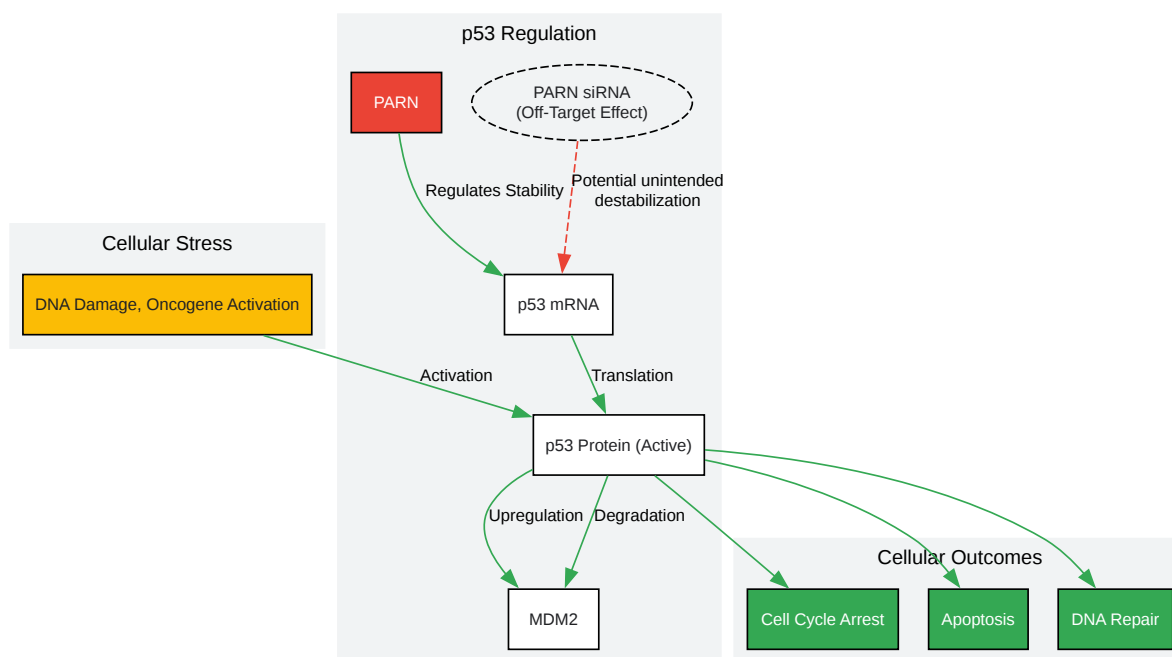 p53 Regulation
PARN
PARN siRNA
(Off-Target Effect)
Regulates Stability
Potential unintended
destabilization
Cellular Stress
DNA Damage, Oncogene Activation
p53 mRNA
Activation
Translation
p53 Protein (Active)
Upregulation
Degradation
MDM2
Cellular Outcomes
Cell Cycle Arrest
Apoptosis
DNA Repair